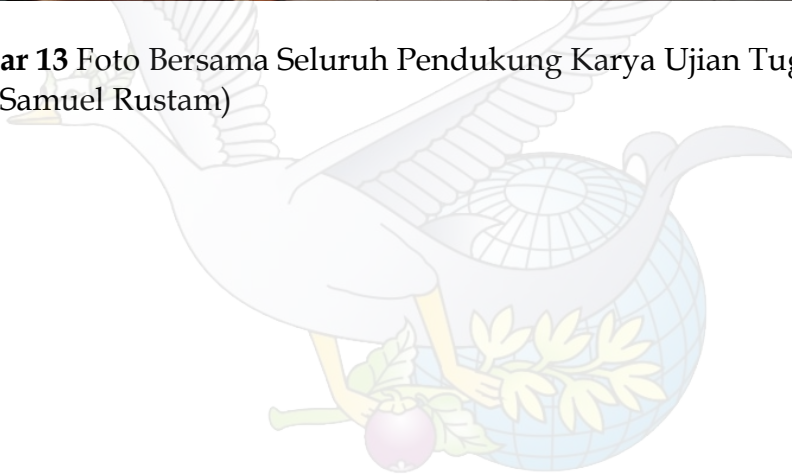 ar 13 Foto Bersama Seluruh Pendukung Karya Ujian Tug
Samuel Rustam)